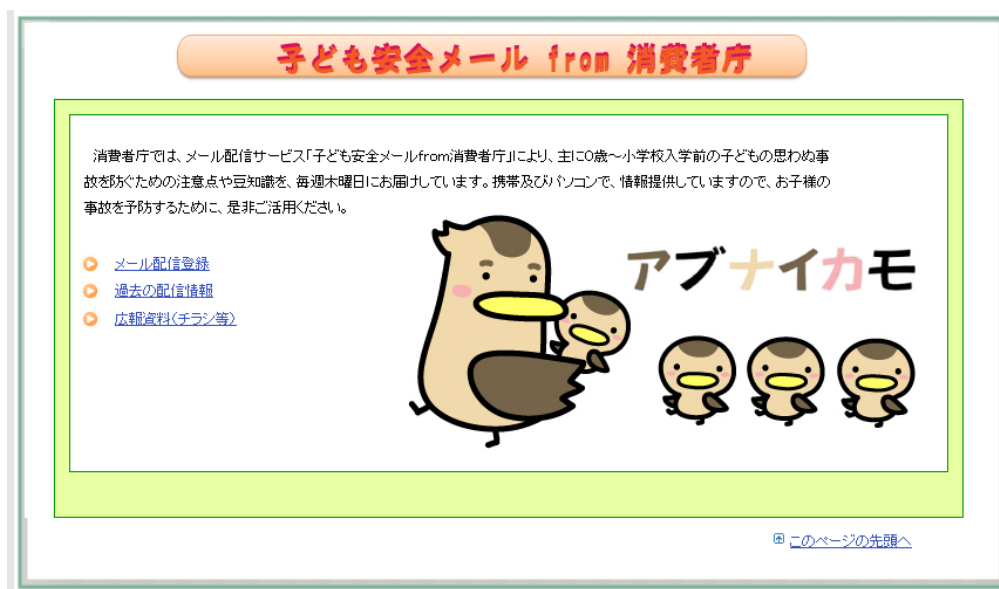 子ども安全メール from 消費者庁
消費者庁では、メール配信サービス「子ども安全メールfrom消費者庁」により、主に0歳～小学校入学前の子どもの思わぬ事
故を防ぐための注意点や豆知識を、毎週木曜日にお届けしています。携帯及びパソコンで、情報提供していますので、お子様の
事故を予防するために、是非ご活用ください。
アブナイカモ
メール配信登録
過去の配信情報
広報資料(チラシ等)
このページの先頭へ